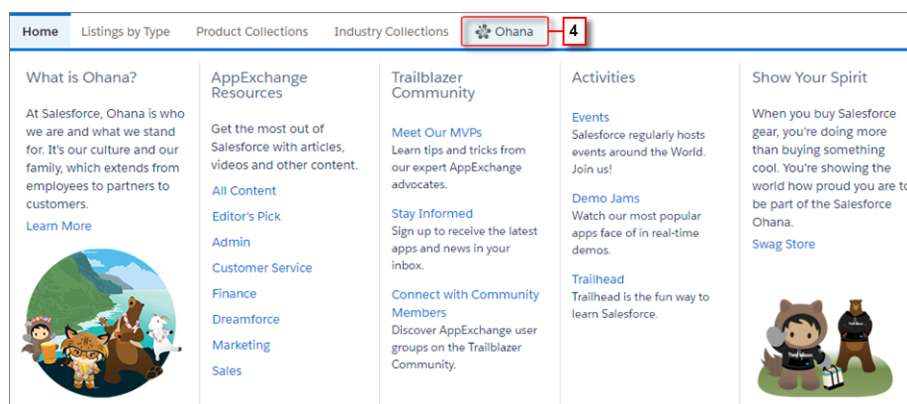 Home Listings by Type Product Collections Industry Collections Ohana 4
What is Ohana?
At Salesforce, Ohana is who
we are and what we stand
for. It's our culture and our
family, which extends from
employees to partners to
customers.
Learn More
AppExchange
Resources
Get the most out of
Salesforce with articles,
videos and other content.
All Content
Editor's Pick
Admin
Customer Service
Finance
Dreamforce
Marketing
Sales
Trailblazer
Community
Meet Our MVPs
Learn tips and tricks from
our expert AppExchange
advocates.
Stay Informed
Sign up to receive the latest
apps and news in your
inbox.
Connect with Community
Members
Discover AppExchange user
groups on the Trailblazer
Community.
Activities
Events
Salesforce regularly hosts
events around the World.
Join us!
Demo Jams
Watch our most popular
apps face of in real-time
demos.
Trailhead
Trailhead is the fun way to
learn Salesforce.
Show Your Spirit
When you buy Salesforce
gear, you're doing more
than buying something
cool. You're showing the
world how proud you are to
be part of the Salesforce
Ohana.
Swag Store